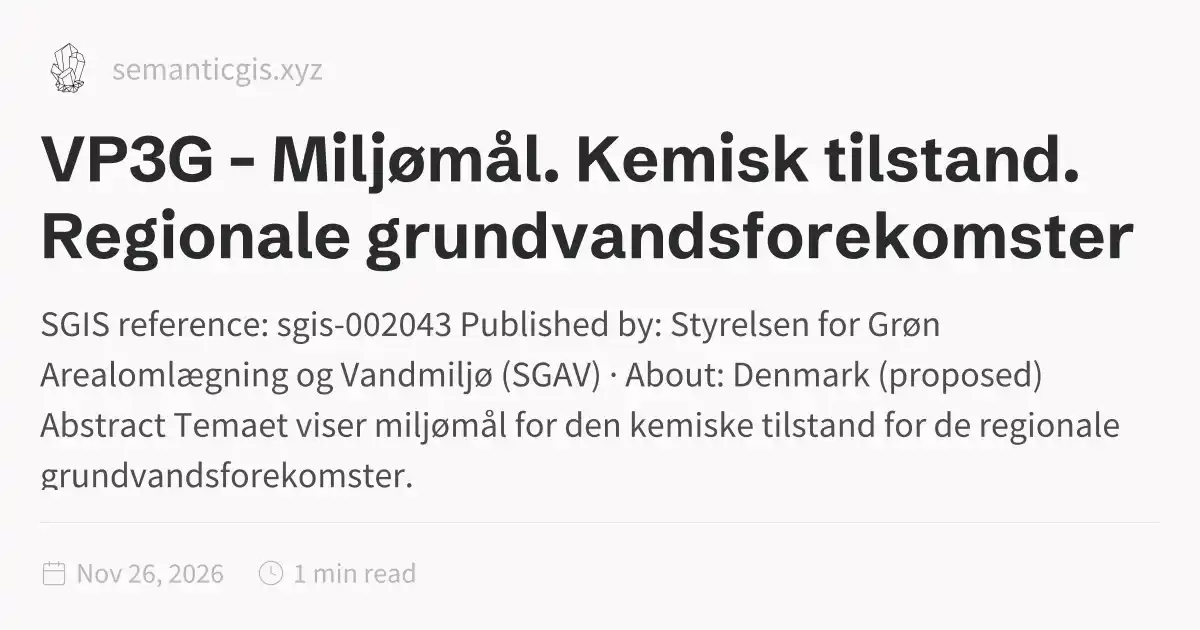 semanticgis.xyz
VP3G - Miljømål. Kemisk tilstand.
Regionale grundvandsforekomster
SGIS reference: sgis-002043 Published by: Styrelsen for Grøn
Arealomlægning og Vandmiljø (SGAV) · About: Denmark (proposed)
Abstract Temaet viser miljømål for den kemiske tilstand for de regionale
grundvandsforekomster.
Nov 26, 2026 1 min read